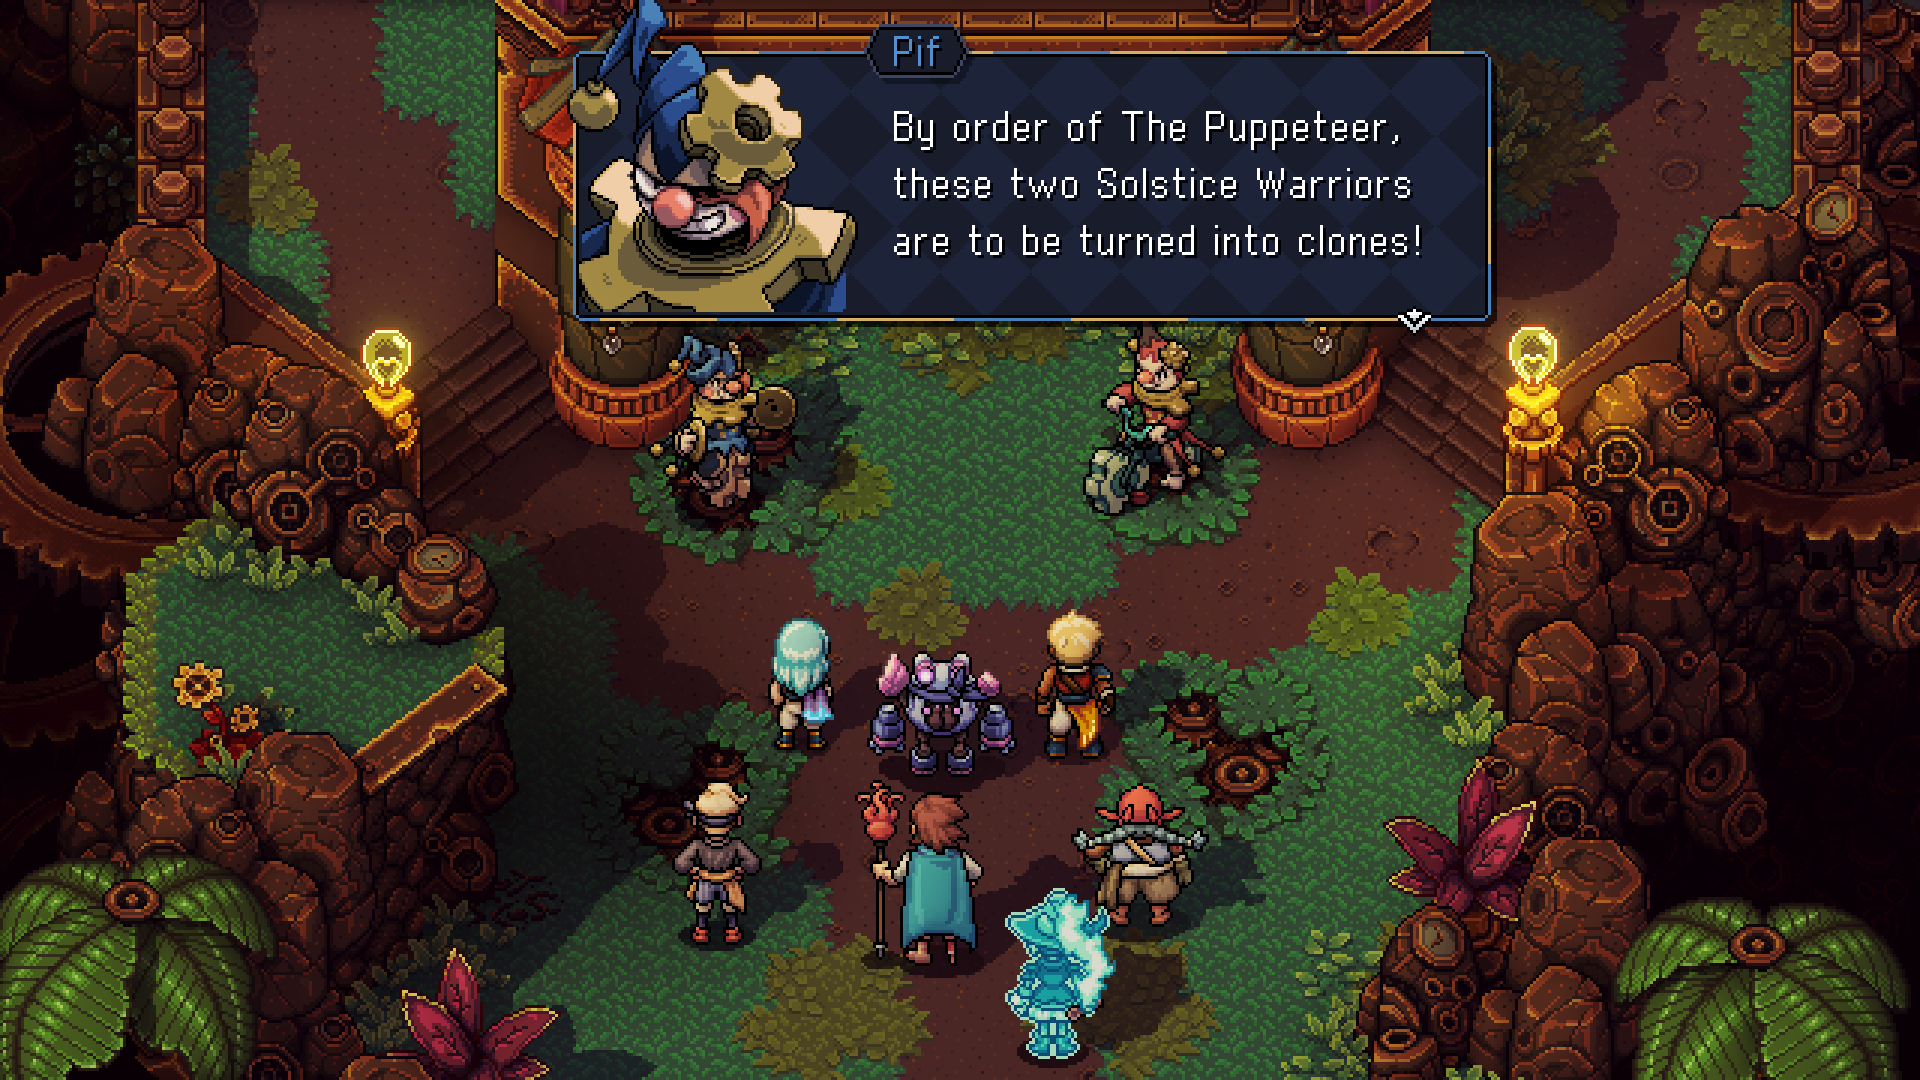 Pif
By order of The Puppeteer,
these two Solstice Warriors
are to be turned into clones!